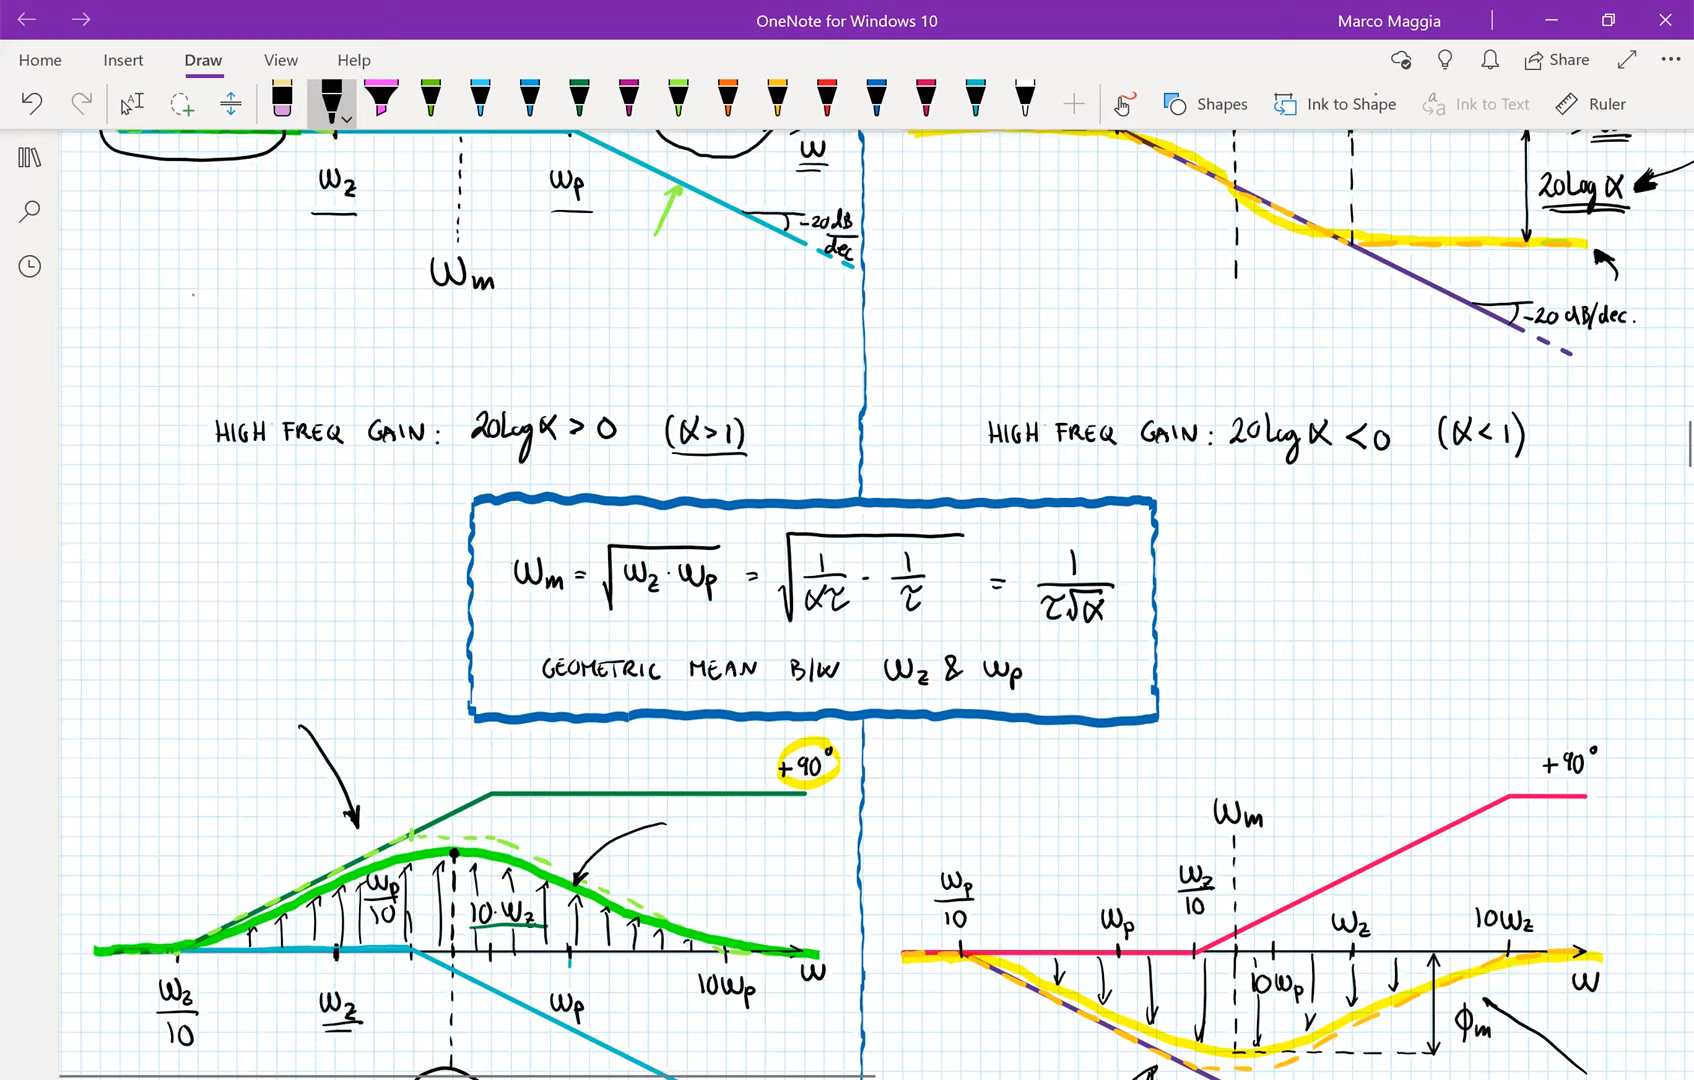 OneNote for Windows 10
Marco Maggia
Home Insert Draw View Help
Share
Shapes
Ink to Shape
Ink to Text
Ruler
ωz
ωp
ω
-20 dB/dec
ωm
20Log α
-20 dB/dec.
HIGH FREQ GAIN: 20Log α > 0 (α>1)
HIGH FREQ GAIN: 20Log α < 0 (α<1)
ωm = √(ωz · ωp) = √(1/ατ · 1/τ) = 1/τ√α
GEOMETRIC MEAN B/W ωz & ωp
+90°
ωp/10
10·ωz
ωz/10
ωz
ωp
10ωp
ω
+90°
ωm
ωp/10
ωp
ωz/10
ωz
10ωz
10ωp
ω
ϕm